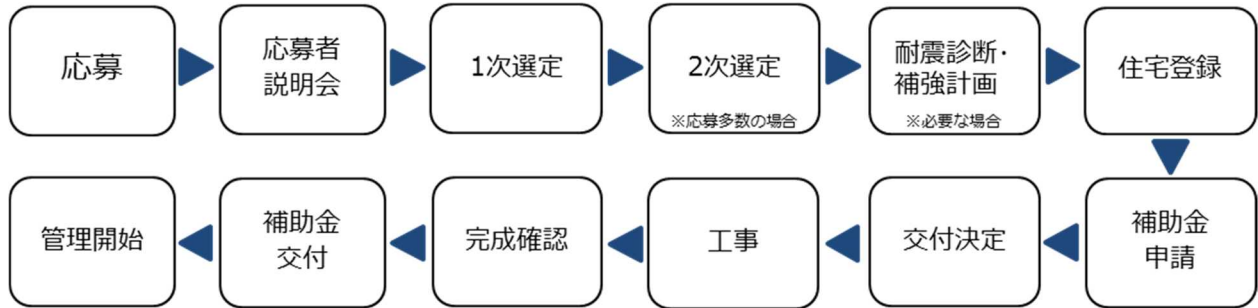 応募
応募者
説明会
1次選定
2次選定
※応募多数の場合
耐震診断・
補強計画
※必要な場合
住宅登録
補助金
申請
交付決定
工事
完成確認
補助金
交付
管理開始